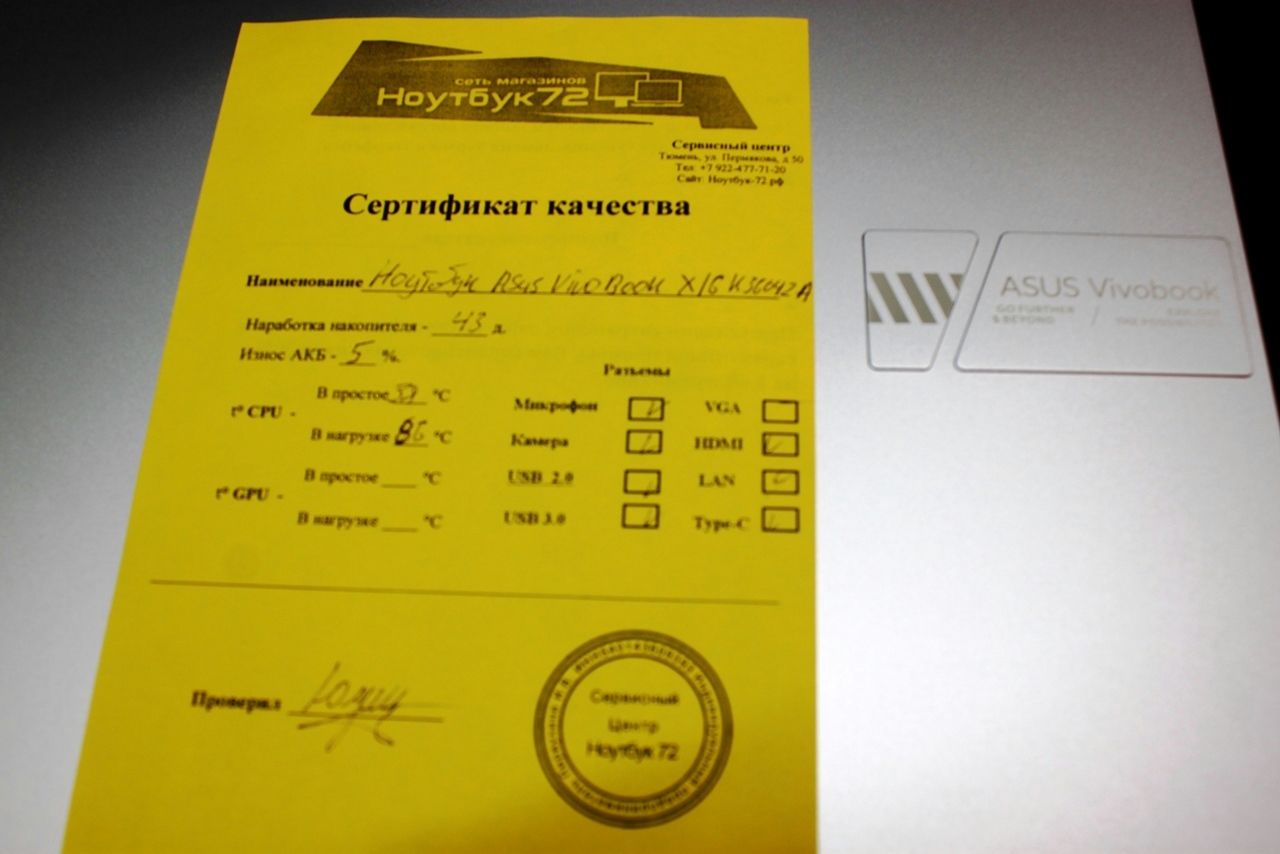 сеть магазинов
Ноутбук72
Сервисный центр
Тюмень, ул. Пермякова, д 50
Тел: +7 922-477-71-20
Сайт: Ноутбук-72.рф
Сертификат качества
Наименование Ноутбук Asus VivoBook X16
Наработка накопителя - 43 д.
Износ АКБ - 5 %.
Разъемы
t° CPU -
В простое °C
В нагрузке 86 °C
t° GPU -
В простое ___ °C
В нагрузке ___ °C
Микрофон VGA
Камера HDMI
USB 2.0 LAN
USB 3.0 Type-C
Проверил
Сервисный
Центр
Ноутбук 72
ASUS Vivobook
GO FURTHER
& BEYOND